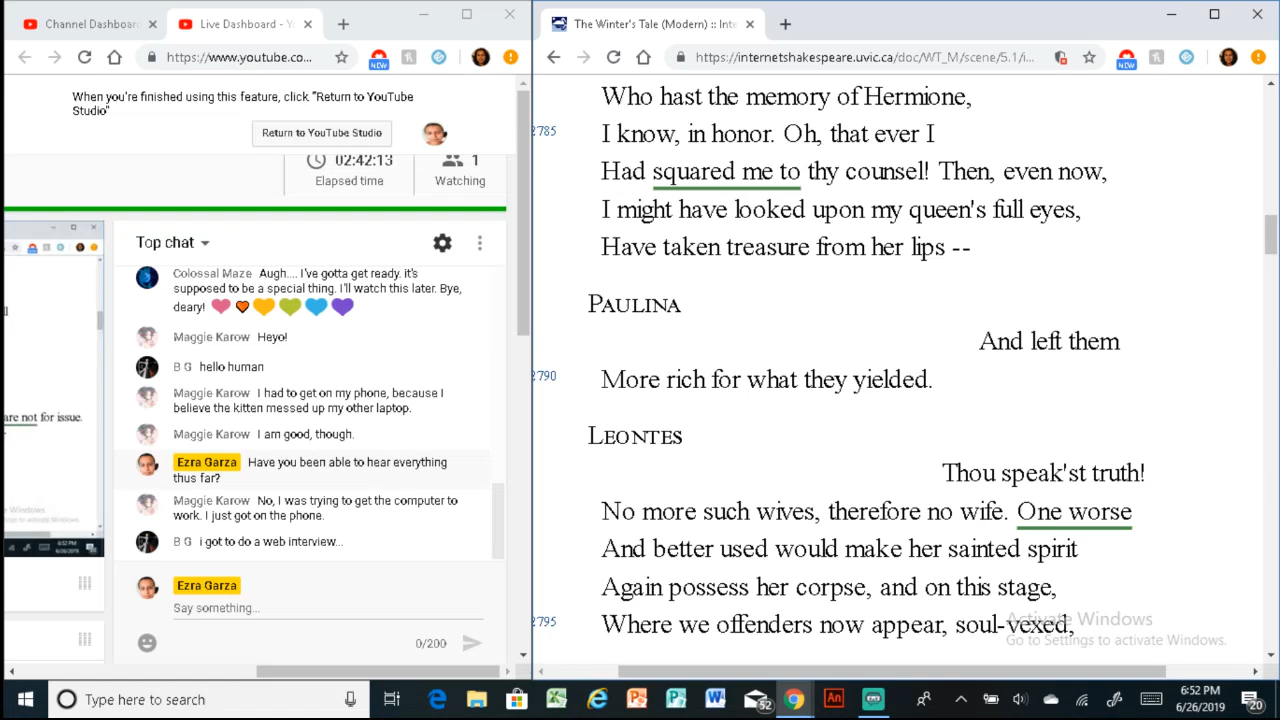 Channel Dashboard
Live Dashboard - Yo
https://www.youtube.co...
NEW
When you're finished using this feature, click "Return to YouTube
Studio"
Return to YouTube Studio
02:42:13
Elapsed time
1
Watching
Top chat
Colossal Maze Augh.... I've gotta get ready. it's
supposed to be a special thing. I'll watch this later. Bye,
deary!
Maggie Karow Heyo!
B G hello human
Maggie Karow I had to get on my phone, because I
believe the kitten messed up my other laptop.
Maggie Karow I am good, though.
Ezra Garza Have you been able to hear everything
thus far?
Maggie Karow No, I was trying to get the computer to
work. I just got on the phone.
B G i got to do a web interview...
Ezra Garza
Say something...
0/200
are not for issue.
The Winter's Tale (Modern) :: Inte
https://internetshakespeare.uvic.ca/doc/WT_M/scene/5.1/i...
NEW
Who hast the memory of Hermione,
2785 I know, in honor. Oh, that ever I
Had squared me to thy counsel! Then, even now,
I might have looked upon my queen's full eyes,
Have taken treasure from her lips --
PAULINA
And left them
2790 More rich for what they yielded.
LEONTES
Thou speak'st truth!
No more such wives, therefore no wife. One worse
And better used would make her sainted spirit
Again possess her corpse, and on this stage,
2795 Where we offenders now appear, soul-vexed,
Activate Windows
Go to Settings to activate Windows.
Type here to search
52
An
6:52 PM
6/26/2019
20